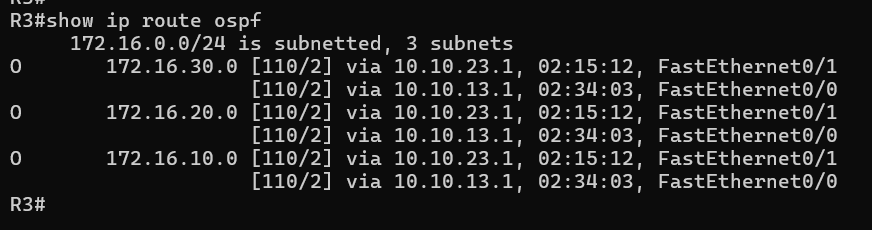 R3#show ip route ospf
     172.16.0.0/24 is subnetted, 3 subnets
O       172.16.30.0 [110/2] via 10.10.23.1, 02:15:12, FastEthernet0/1
                    [110/2] via 10.10.13.1, 02:34:03, FastEthernet0/0
O       172.16.20.0 [110/2] via 10.10.23.1, 02:15:12, FastEthernet0/1
                    [110/2] via 10.10.13.1, 02:34:03, FastEthernet0/0
O       172.16.10.0 [110/2] via 10.10.23.1, 02:15:12, FastEthernet0/1
                    [110/2] via 10.10.13.1, 02:34:03, FastEthernet0/0
R3#